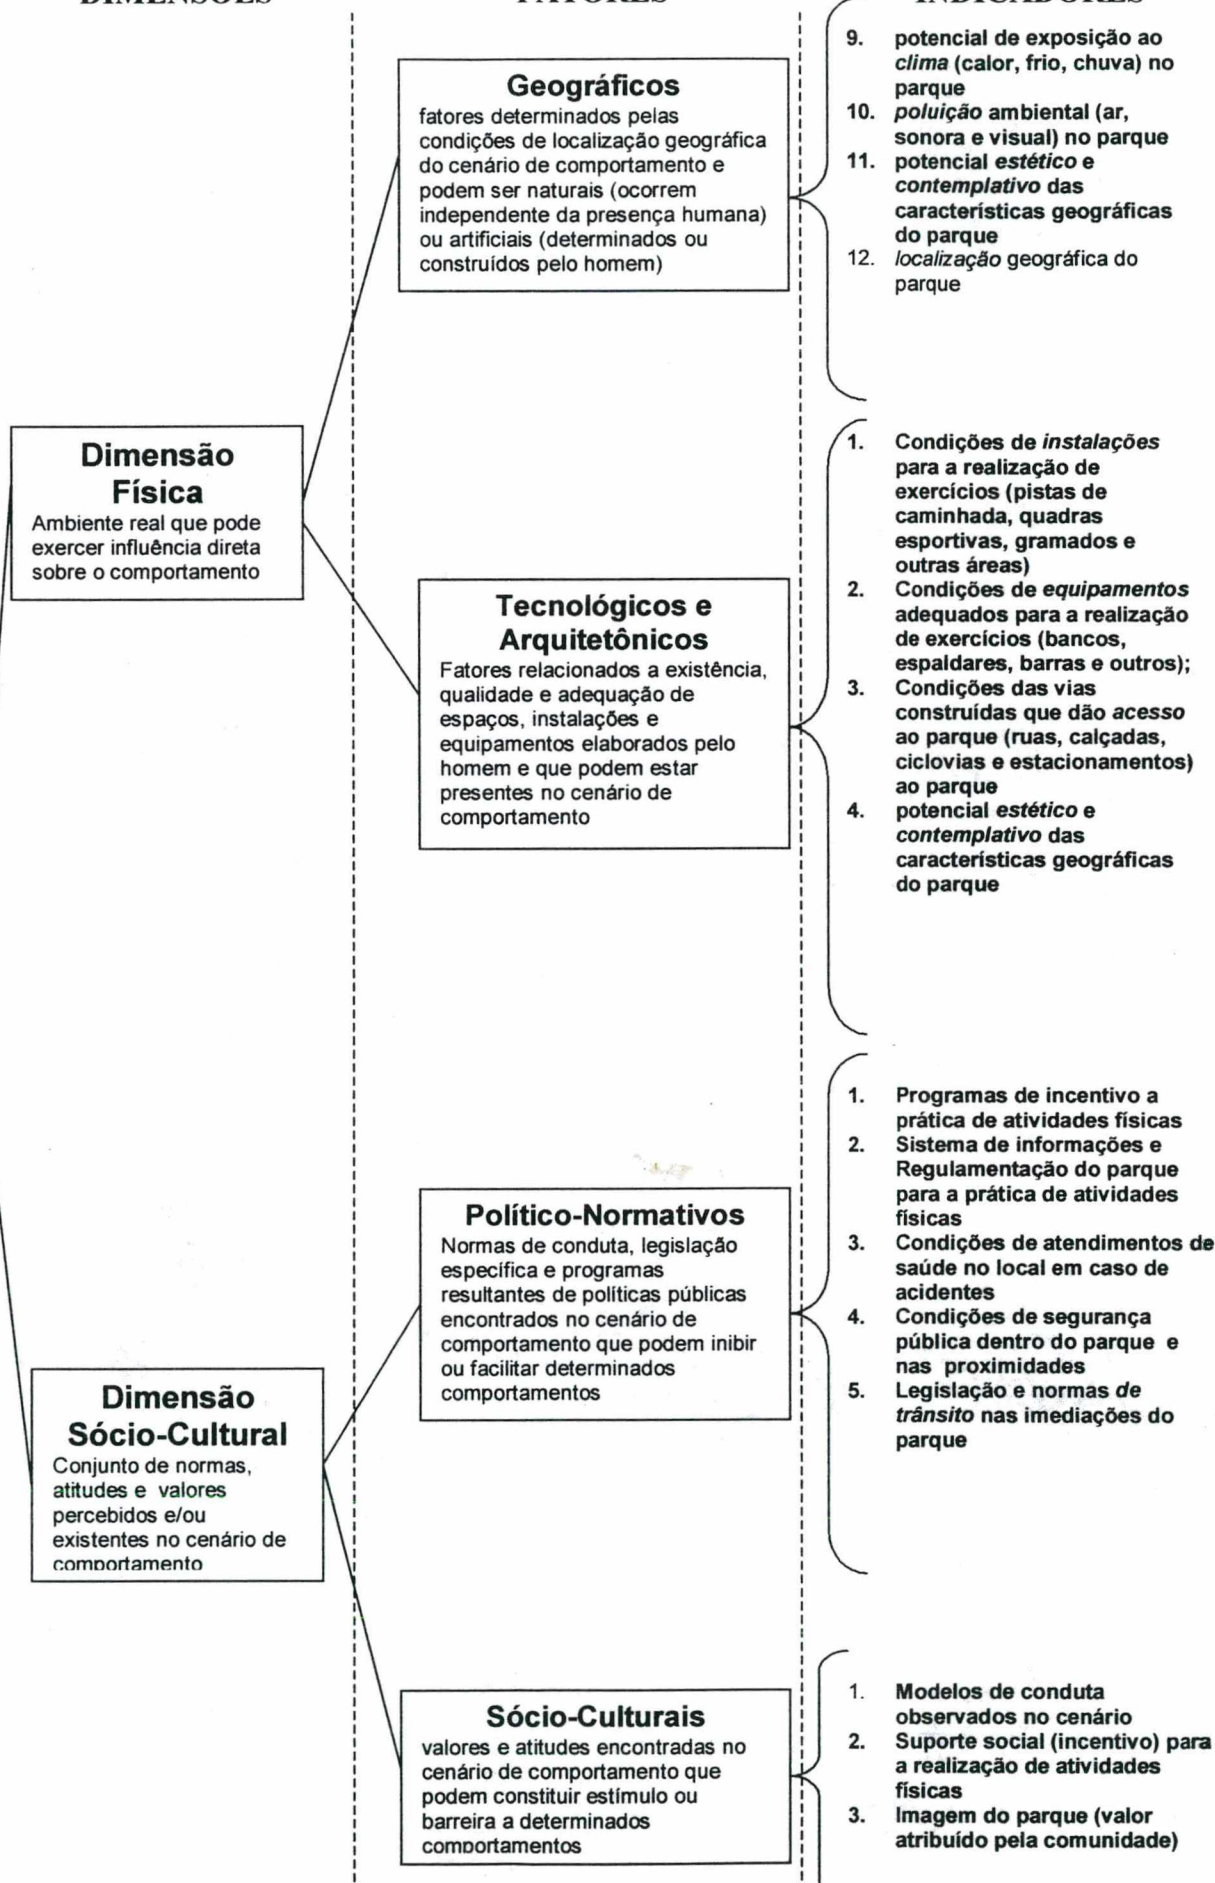 DIMENSÕES
FATORES
INDICADORES
Geográficos
fatores determinados pelas
condições de localização geográfica
do cenário de comportamento e
podem ser naturais (ocorrem
independente da presença humana)
ou artificiais (determinados ou
construídos pelo homem)
9. potencial de exposição ao
clima (calor, frio, chuva) no
parque
10. poluição ambiental (ar,
sonora e visual) no parque
11. potencial estético e
contemplativo das
características geográficas
do parque
12. localização geográfica do
parque
Dimensão
Física
Ambiente real que pode
exercer influência direta
sobre o comportamento
Tecnológicos e
Arquitetônicos
Fatores relacionados a existência,
qualidade e adequação de
espaços, instalações e
equipamentos elaborados pelo
homem e que podem estar
presentes no cenário de
comportamento
1. Condições de instalações
para a realização de
exercícios (pistas de
caminhada, quadras
esportivas, gramados e
outras áreas)
2. Condições de equipamentos
adequados para a realização
de exercícios (bancos,
espaldares, barras e outros);
3. Condições das vias
construídas que dão acesso
ao parque (ruas, calçadas,
ciclovias e estacionamentos)
ao parque
4. potencial estético e
contemplativo das
características geográficas
do parque
Político-Normativos
Normas de conduta, legislação
específica e programas
resultantes de políticas públicas
encontrados no cenário de
comportamento que podem inibir
ou facilitar determinados
comportamentos
1. Programas de incentivo a
prática de atividades físicas
2. Sistema de informações e
Regulamentação do parque
para a prática de atividades
físicas
3. Condições de atendimentos de
saúde no local em caso de
acidentes
4. Condições de segurança
pública dentro do parque e
nas proximidades
5. Legislação e normas de
trânsito nas imediações do
parque
Dimensão
Sócio-Cultural
Conjunto de normas,
atitudes e valores
percebidos e/ou
existentes no cenário de
comportamento
Sócio-Culturais
valores e atitudes encontradas no
cenário de comportamento que
podem constituir estímulo ou
barreira a determinados
comportamentos
1. Modelos de conduta
observados no cenário
2. Suporte social (incentivo) para
a realização de atividades
físicas
3. Imagem do parque (valor
atribuído pela comunidade)